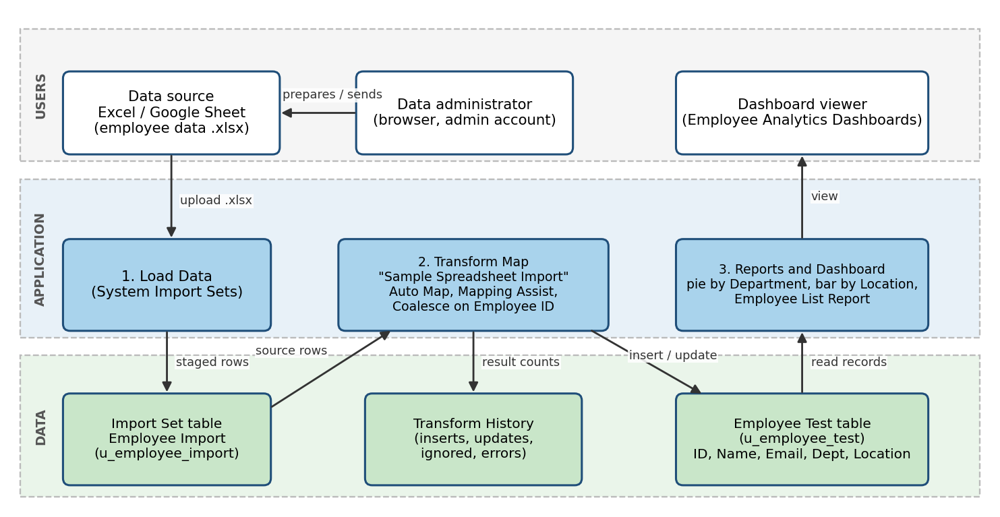 USERS
Data source
Excel / Google Sheet
(employee data .xlsx)
prepares / sends
Data administrator
(browser, admin account)
Dashboard viewer
(Employee Analytics Dashboards)
upload .xlsx
view
APPLICATION
1. Load Data
(System Import Sets)
2. Transform Map
"Sample Spreadsheet Import"
Auto Map, Mapping Assist,
Coalesce on Employee ID
3. Reports and Dashboard
pie by Department, bar by Location,
Employee List Report
staged rows
source rows
result counts
insert / update
read records
DATA
Import Set table
Employee Import
(u_employee_import)
Transform History
(inserts, updates,
ignored, errors)
Employee Test table
(u_employee_test)
ID, Name, Email, Dept, Location